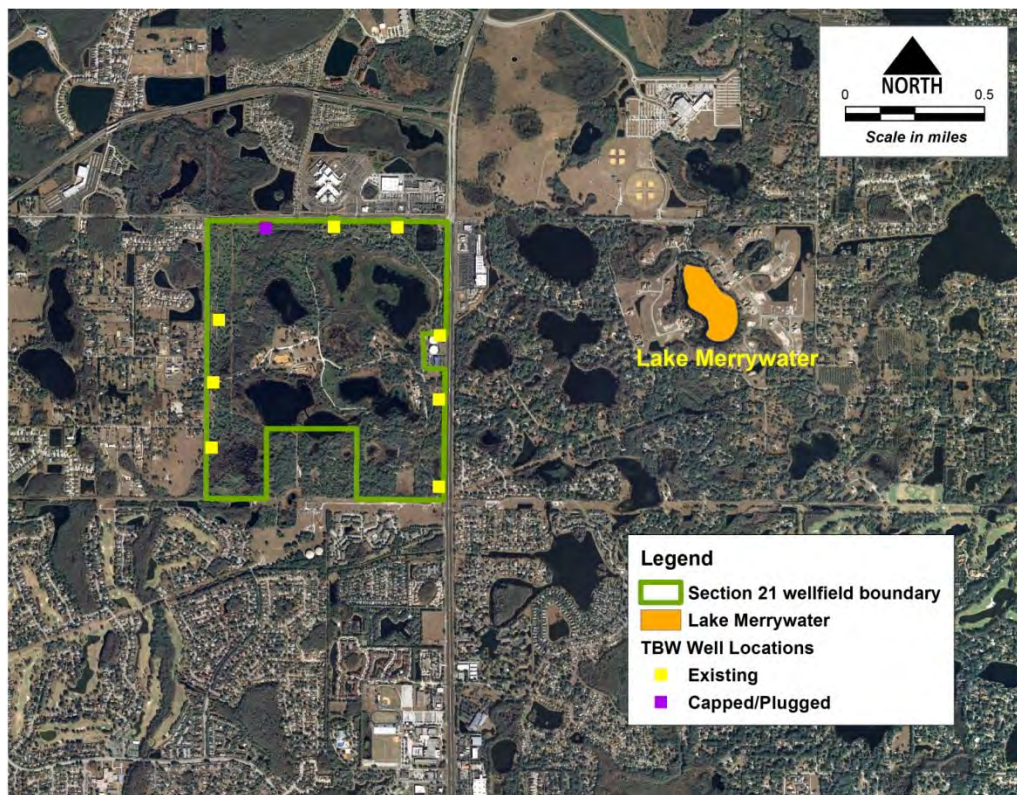 NORTH
0 0.5
Scale in miles
Lake Merrywater
Legend
Section 21 wellfield boundary
Lake Merrywater
TBW Well Locations
Existing
Capped/Plugged